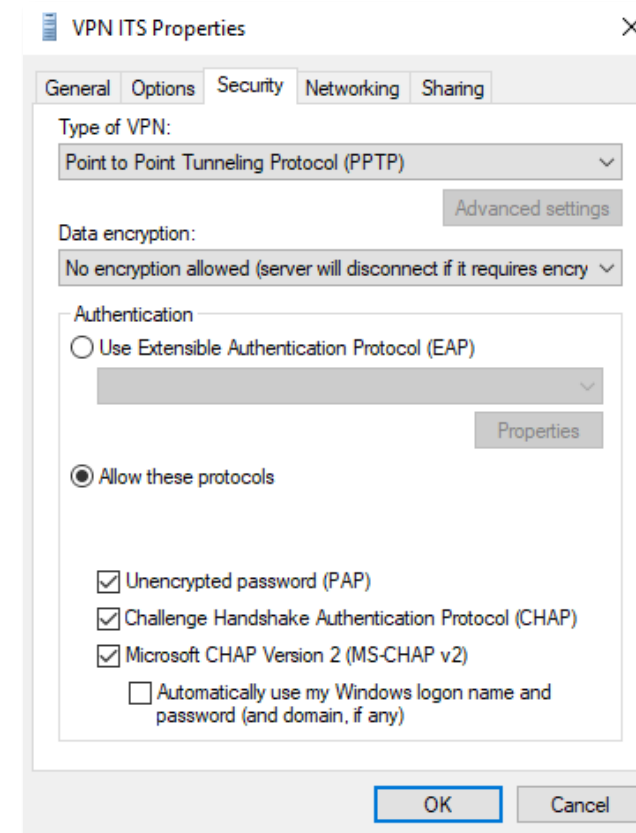 VPN ITS Properties
General Options Security Networking Sharing
Type of VPN:
Point to Point Tunneling Protocol (PPTP)
Advanced settings
Data encryption:
No encryption allowed (server will disconnect if it requires encry
Authentication
Use Extensible Authentication Protocol (EAP)
Properties
Allow these protocols
Unencrypted password (PAP)
Challenge Handshake Authentication Protocol (CHAP)
Microsoft CHAP Version 2 (MS-CHAP v2)
Automatically use my Windows logon name and
password (and domain, if any)
OK Cancel